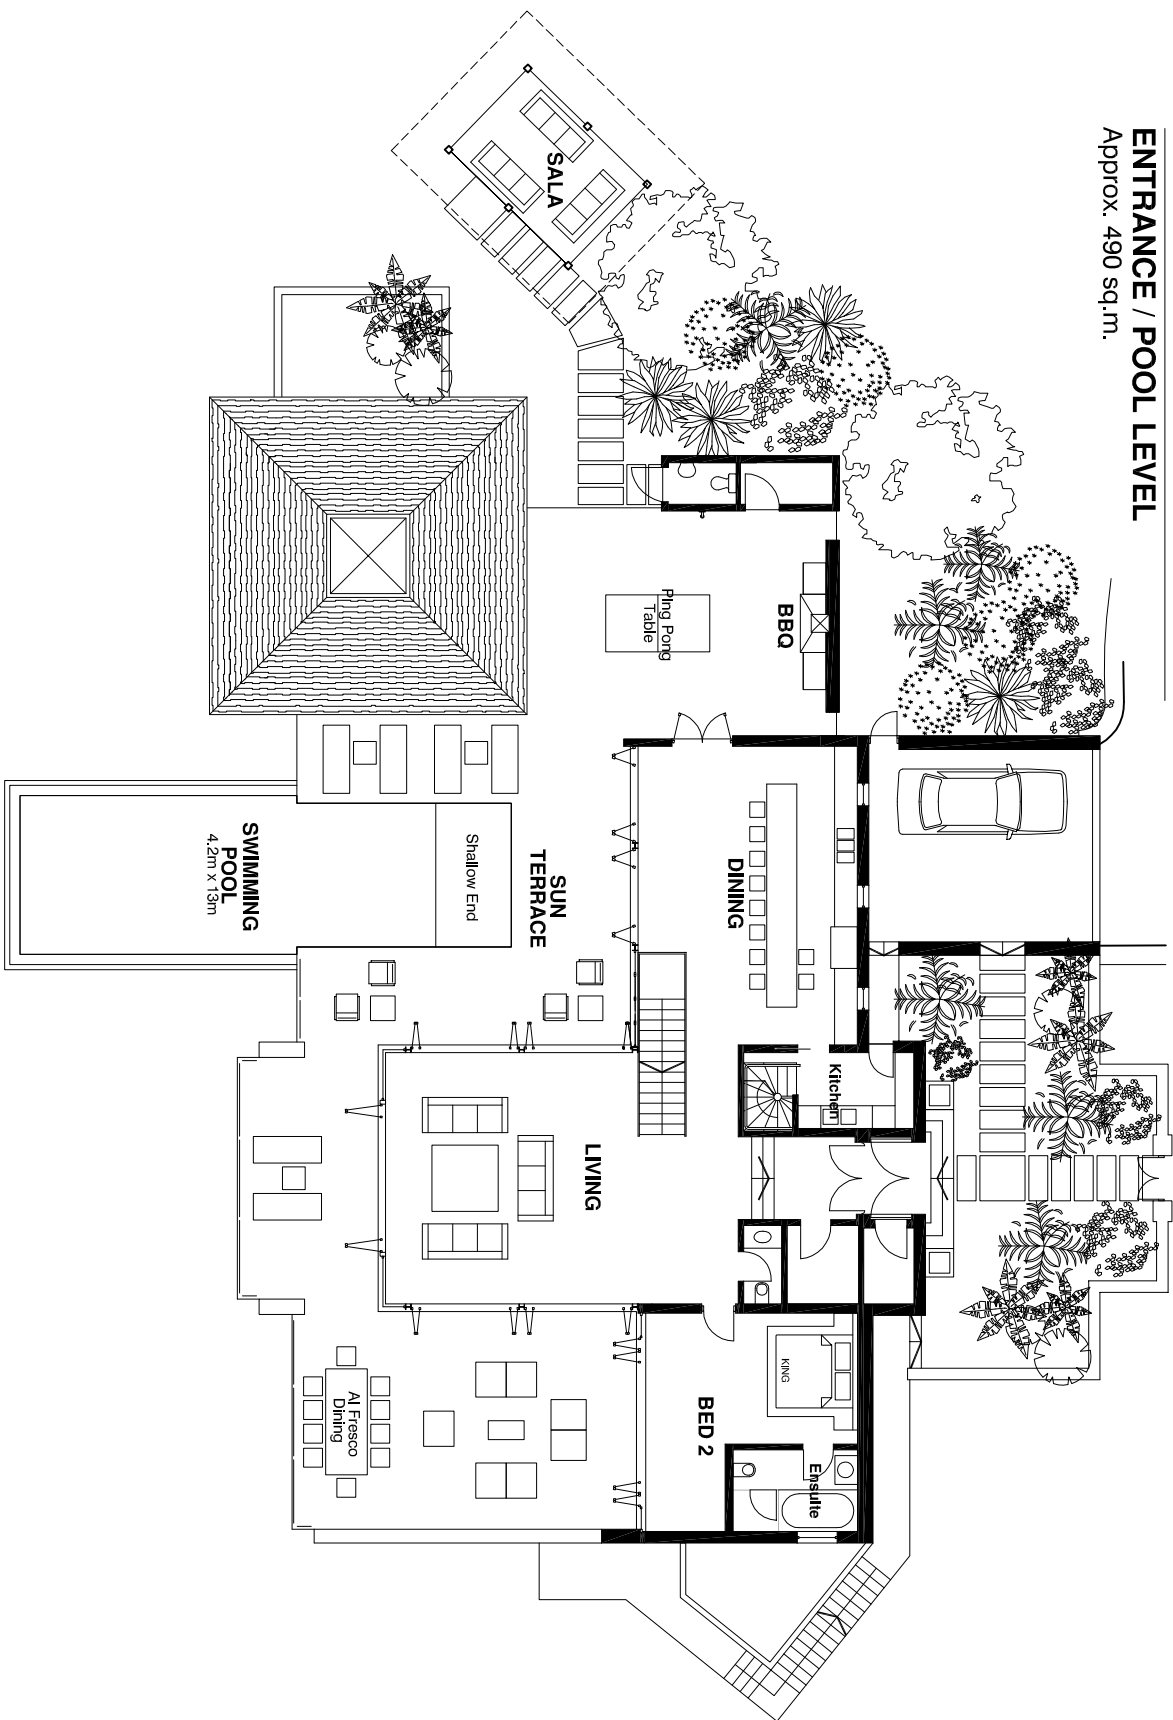 ENTRANCE / POOL LEVEL
Approx. 490 sq.m.
SALA
BBQ
Ping Pong
Table
DINING
Kitchen
SUN
TERRACE
Shallow End
SWIMMING
POOL
4.2m x 13m
LIVING
KING
BED 2
Ensuite
Al Fresco
Dining